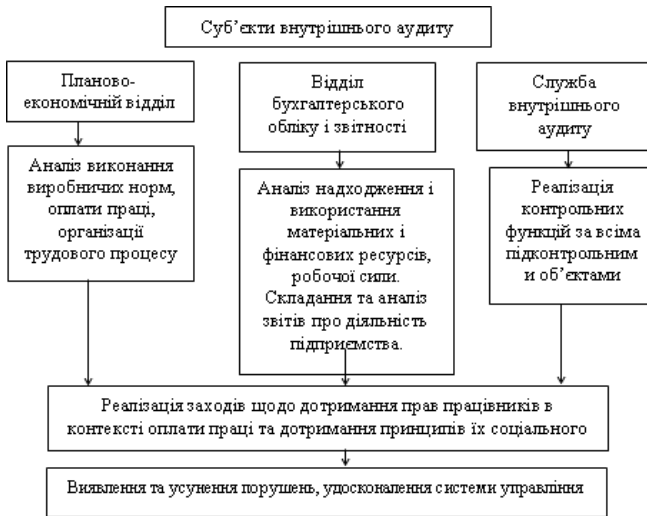 Суб’єкти внутрішнього аудиту
Планово-
економічній відділ
Відділ
бухгалтерського
обліку і звітності
Служба
внутрішнього
аудиту
Аналіз виконання
виробничих норм,
оплати праці,
організації
трудового процесу
Аналіз надходження і
використання
матеріальних і
фінансових ресурсів,
робочої сили.
Складання та аналіз
звітів про діяльність
підприємства.
Реалізація
контрольних
функцій за всіма
підконтрольним
и об’єктами
Реалізація заходів щодо дотримання прав працівників в
контексті оплати праці та дотримання принципів їх соціального
Виявлення та усунення порушень, удосконалення системи управління